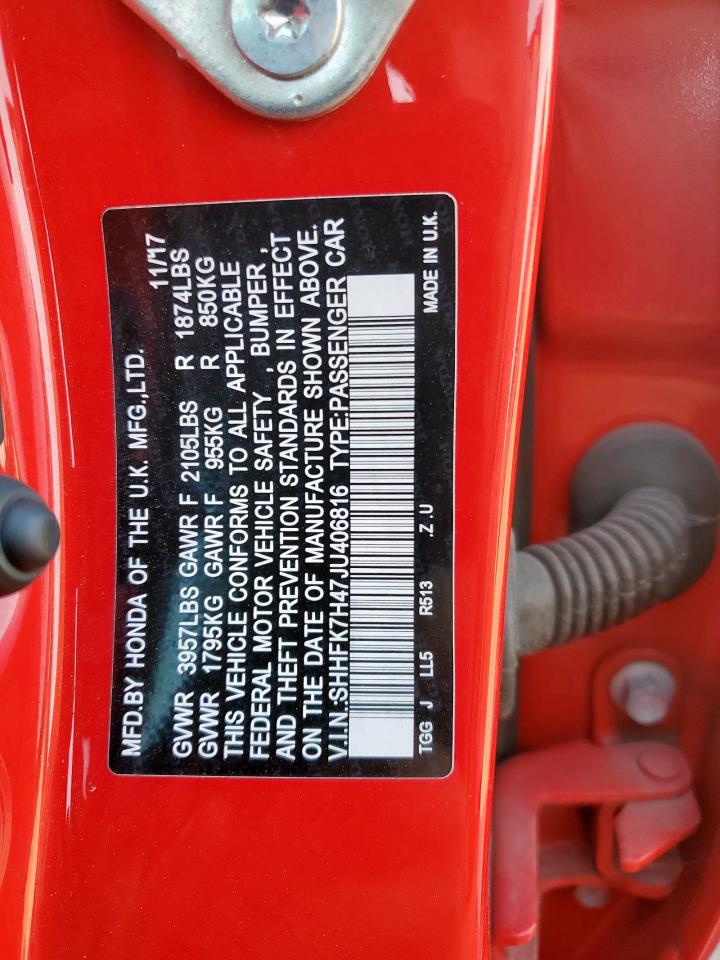 MFD.BY HONDA OF THE U.K. MFG.,LTD. 11/17
GVWR 3957LBS GAWR F 2105LBS R 1874LBS
GVWR 1795KG GAWR F 955KG R 850KG
THIS VEHICLE CONFORMS TO ALL APPLICABLE
FEDERAL MOTOR VEHICLE SAFETY , BUMPER ,
AND THEFT PREVENTION STANDARDS IN EFFECT
ON THE DATE OF MANUFACTURE SHOWN ABOVE.
V.I.N.:SHHFK7H47JU406816 TYPE:PASSENGER CAR
TGG J LL5 R513 .Z.U MADE IN U.K.